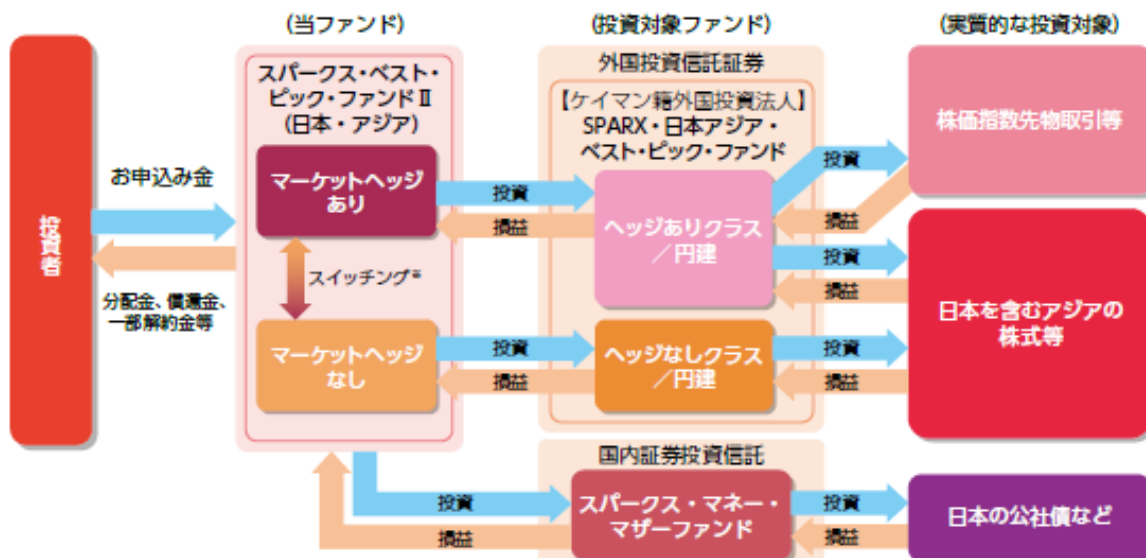 (当ファンド)
(投資対象ファンド)
(実質的な投資対象)
投資者
お申込み金
分配金、償還金、
一部解約金等
スパークス・ベスト・
ピック・ファンドⅡ
(日本・アジア)
マーケットヘッジ
あり
スイッチング※
マーケットヘッジ
なし
投資
損益
投資
損益
外国投資信託証券
【ケイマン籍外国投資法人】
SPARX・日本アジア・
ベスト・ピック・ファンド
ヘッジありクラス
／円建
ヘッジなしクラス
／円建
投資
損益
投資
損益
投資
損益
株価指数先物取引等
日本を含むアジアの
株式等
投資
損益
国内証券投資信託
スパークス・マネー・
マザーファンド
投資
損益
日本の公社債など